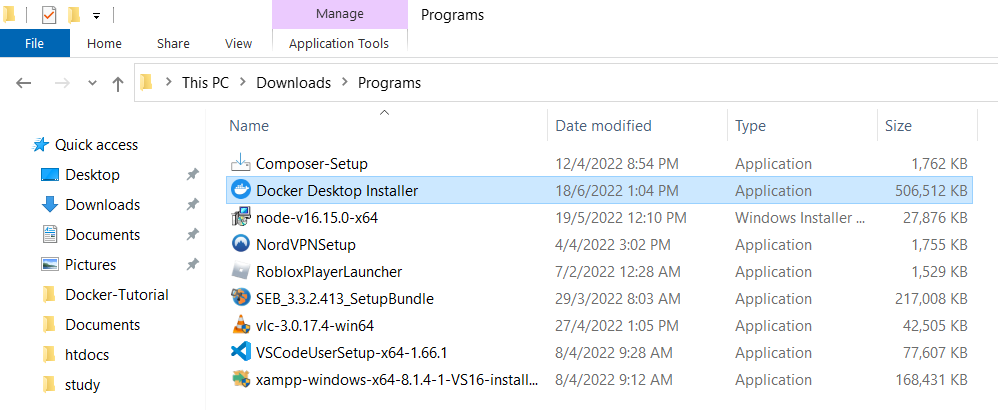 Manage Programs
File Home Share View Application Tools
This PC Downloads Programs
Name Date modified Type Size
Quick access
Desktop
Downloads
Documents
Pictures
Docker-Tutorial
Documents
htdocs
study
Composer-Setup 12/4/2022 8:54 PM Application 1,762 KB
Docker Desktop Installer 18/6/2022 1:04 PM Application 506,512 KB
node-v16.15.0-x64 19/5/2022 12:10 PM Windows Installer ... 27,876 KB
NordVPNSetup 4/4/2022 3:02 PM Application 1,755 KB
RobloxPlayerLauncher 7/2/2022 12:28 AM Application 1,529 KB
SEB_3.3.2.413_SetupBundle 29/3/2022 8:03 AM Application 217,008 KB
vlc-3.0.17.4-win64 27/4/2022 1:05 PM Application 42,505 KB
VSCodeUserSetup-x64-1.66.1 8/4/2022 9:28 AM Application 77,607 KB
xampp-windows-x64-8.1.4-1-VS16-install... 8/4/2022 9:12 AM Application 168,431 KB